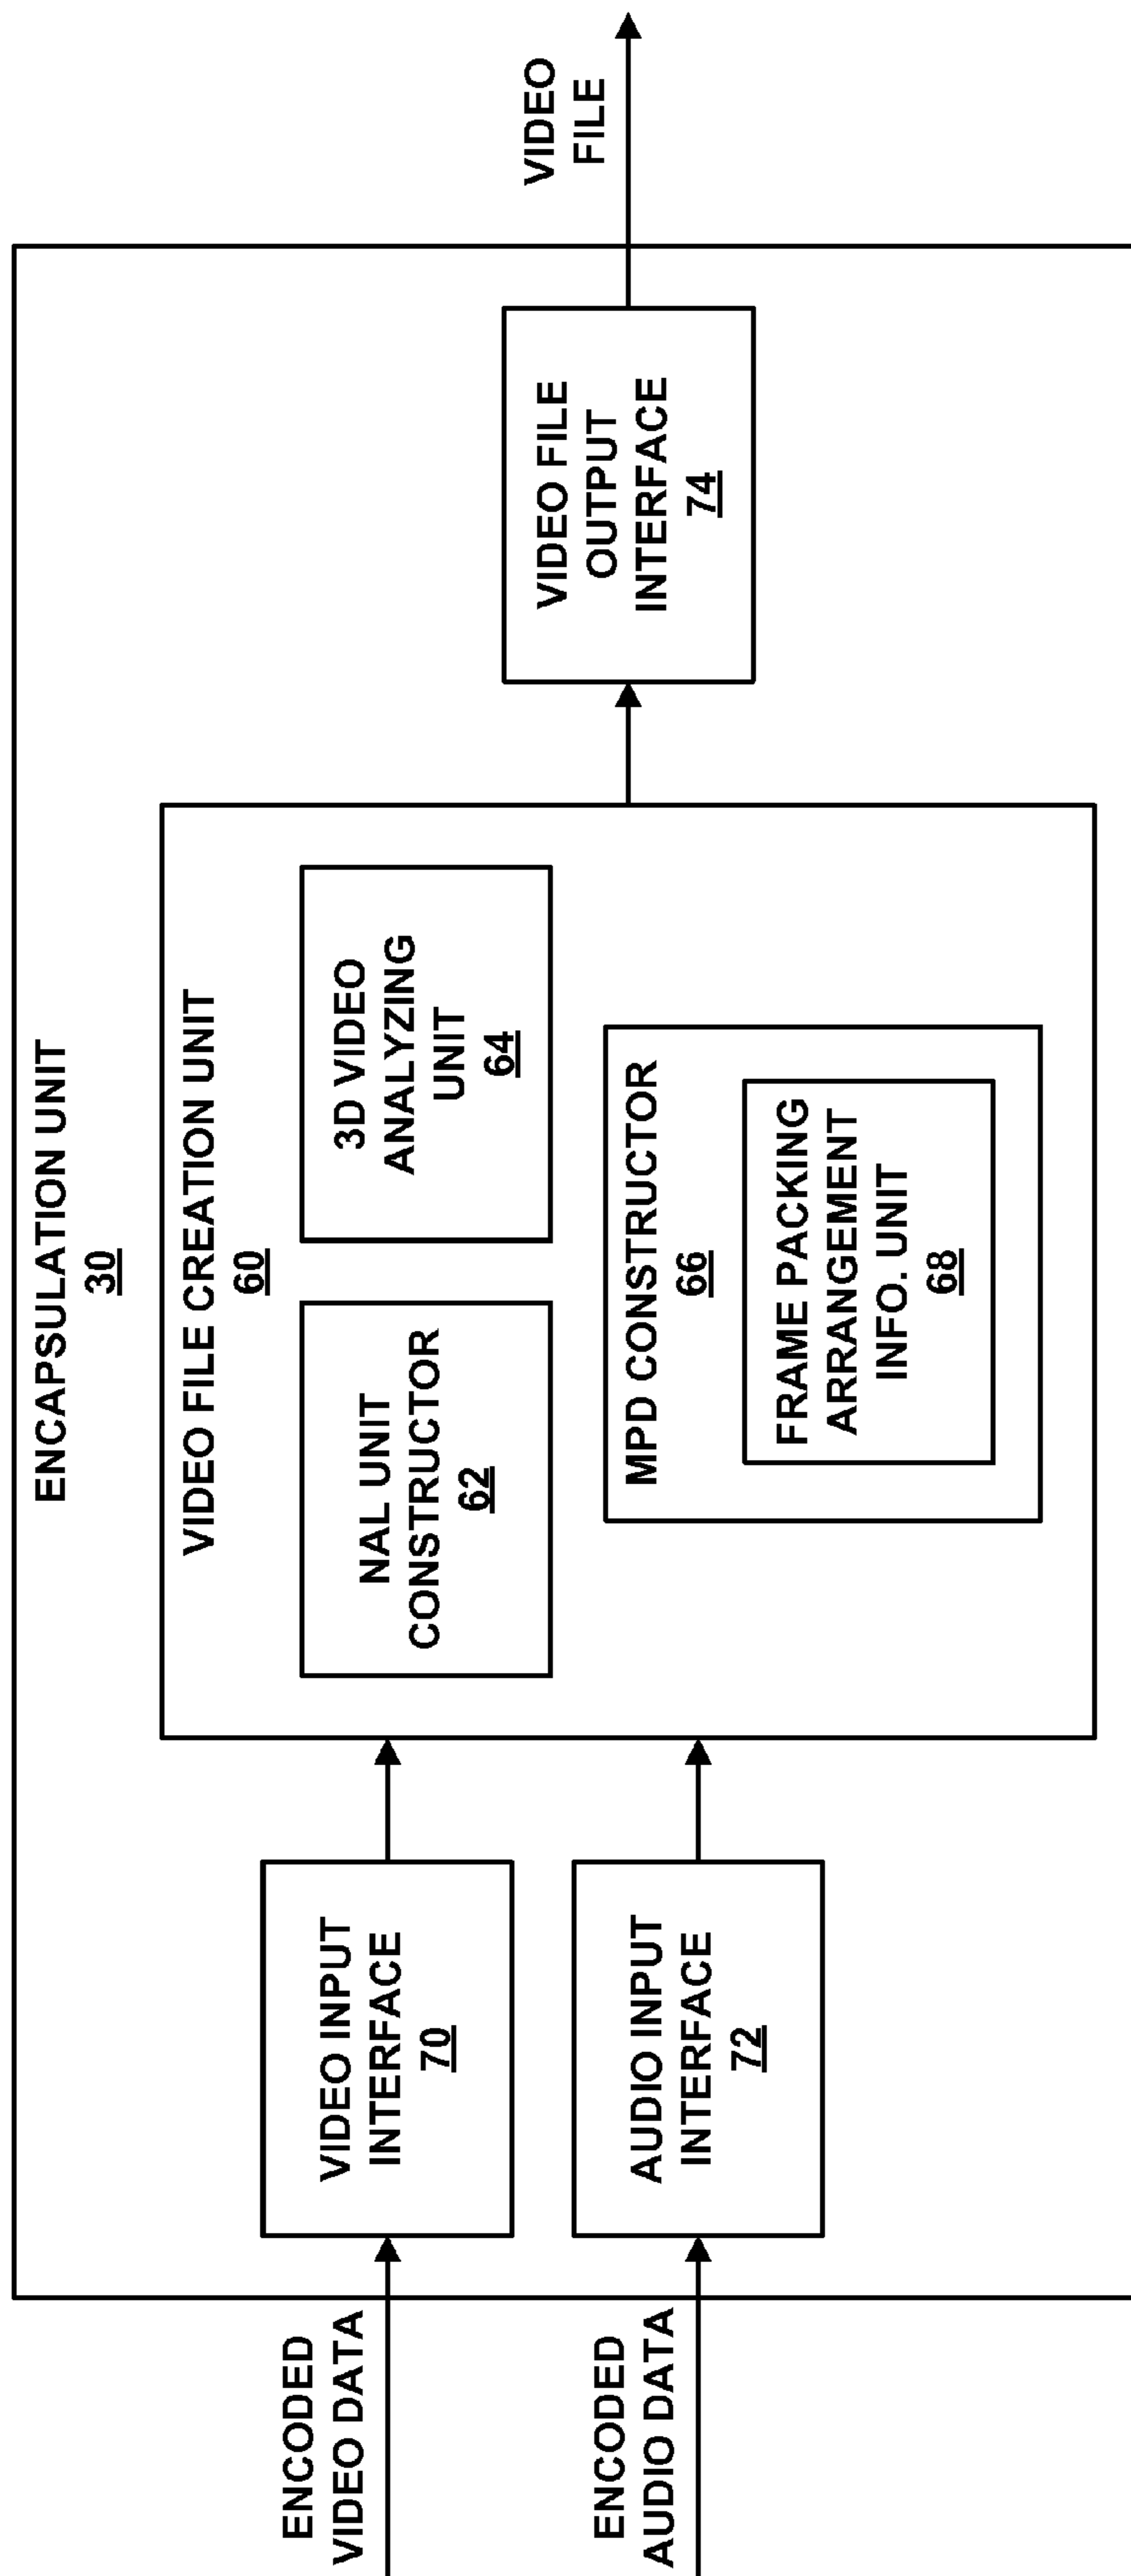 ENCAPSULATION UNIT
30
VIDEO FILE CREATION UNIT
60
ENCODED
VIDEO DATA
VIDEO INPUT
INTERFACE
70
NAL UNIT
CONSTRUCTOR
62
3D VIDEO
ANALYZING
UNIT
64
ENCODED
AUDIO DATA
AUDIO INPUT
INTERFACE
72
MPD CONSTRUCTOR
66
FRAME PACKING
ARRANGEMENT
INFO. UNIT
68
VIDEO FILE
OUTPUT
INTERFACE
74
VIDEO
FILE